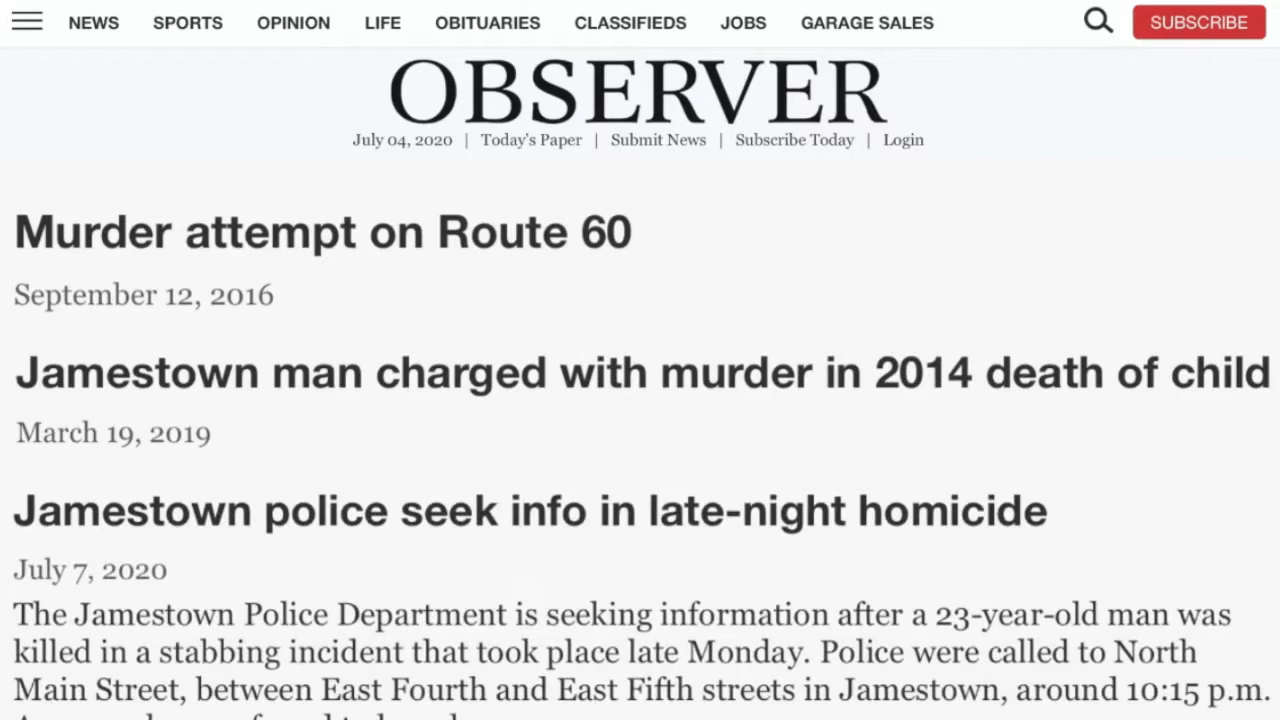 NEWS SPORTS OPINION LIFE OBITUARIES CLASSIFIEDS JOBS GARAGE SALES SUBSCRIBE
OBSERVER
July 04, 2020 | Today's Paper | Submit News | Subscribe Today | Login
Murder attempt on Route 60
September 12, 2016
Jamestown man charged with murder in 2014 death of child
March 19, 2019
Jamestown police seek info in late-night homicide
July 7, 2020
The Jamestown Police Department is seeking information after a 23-year-old man was
killed in a stabbing incident that took place late Monday. Police were called to North
Main Street, between East Fourth and East Fifth streets in Jamestown, around 10:15 p.m.